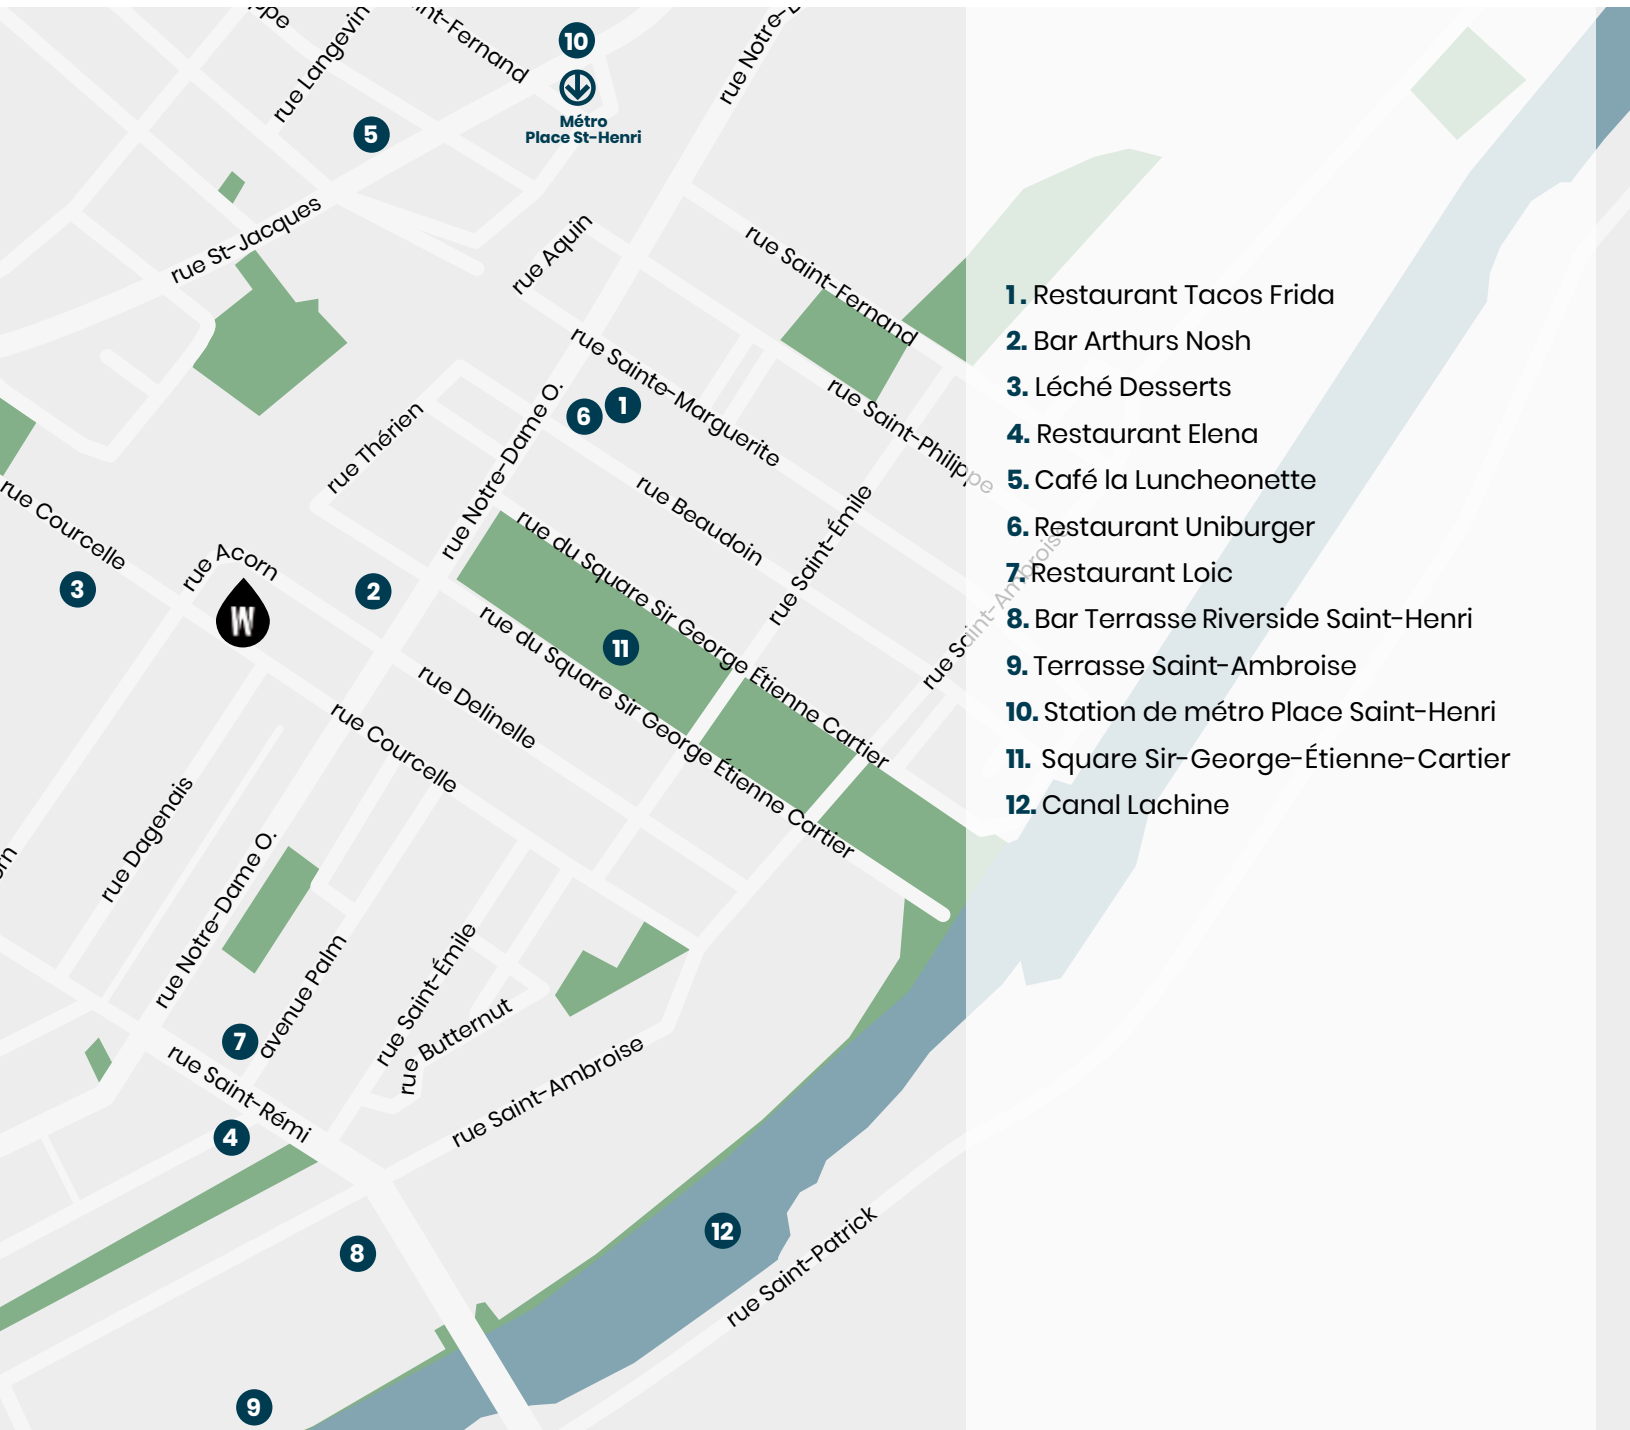 rue Langevin
nt-Fernand
10
Métro
Place St-Henri
5
rue St-Jacques
rue Aquin
rue Saint-Fernand
rue Sainte-Marguerite
rue Saint-Philippe
6
1
rue Thérien
rue Notre-Dame O.
rue Beaudoin
rue Saint-Émile
rue Courcelle
rue Acorn
W
3
2
rue du Square Sir George Étienne Cartier
11
rue du Square Sir George Étienne Cartier
rue Saint-Ambroise
rue Delinelle
rue Courcelle
rue Dagenais
rue Notre-Dame O.
avenue Palm
rue Saint-Émile
rue Butternut
7
rue Saint-Rémi
rue Saint-Ambroise
4
8
12
rue Saint-Patrick
9
1. Restaurant Tacos Frida
2. Bar Arthurs Nosh
3. Léché Desserts
4. Restaurant Elena
5. Café la Luncheonette
6. Restaurant Uniburger
7. Restaurant Loic
8. Bar Terrasse Riverside Saint-Henri
9. Terrasse Saint-Ambroise
10. Station de métro Place Saint-Henri
11. Square Sir-George-Étienne-Cartier
12. Canal Lachine